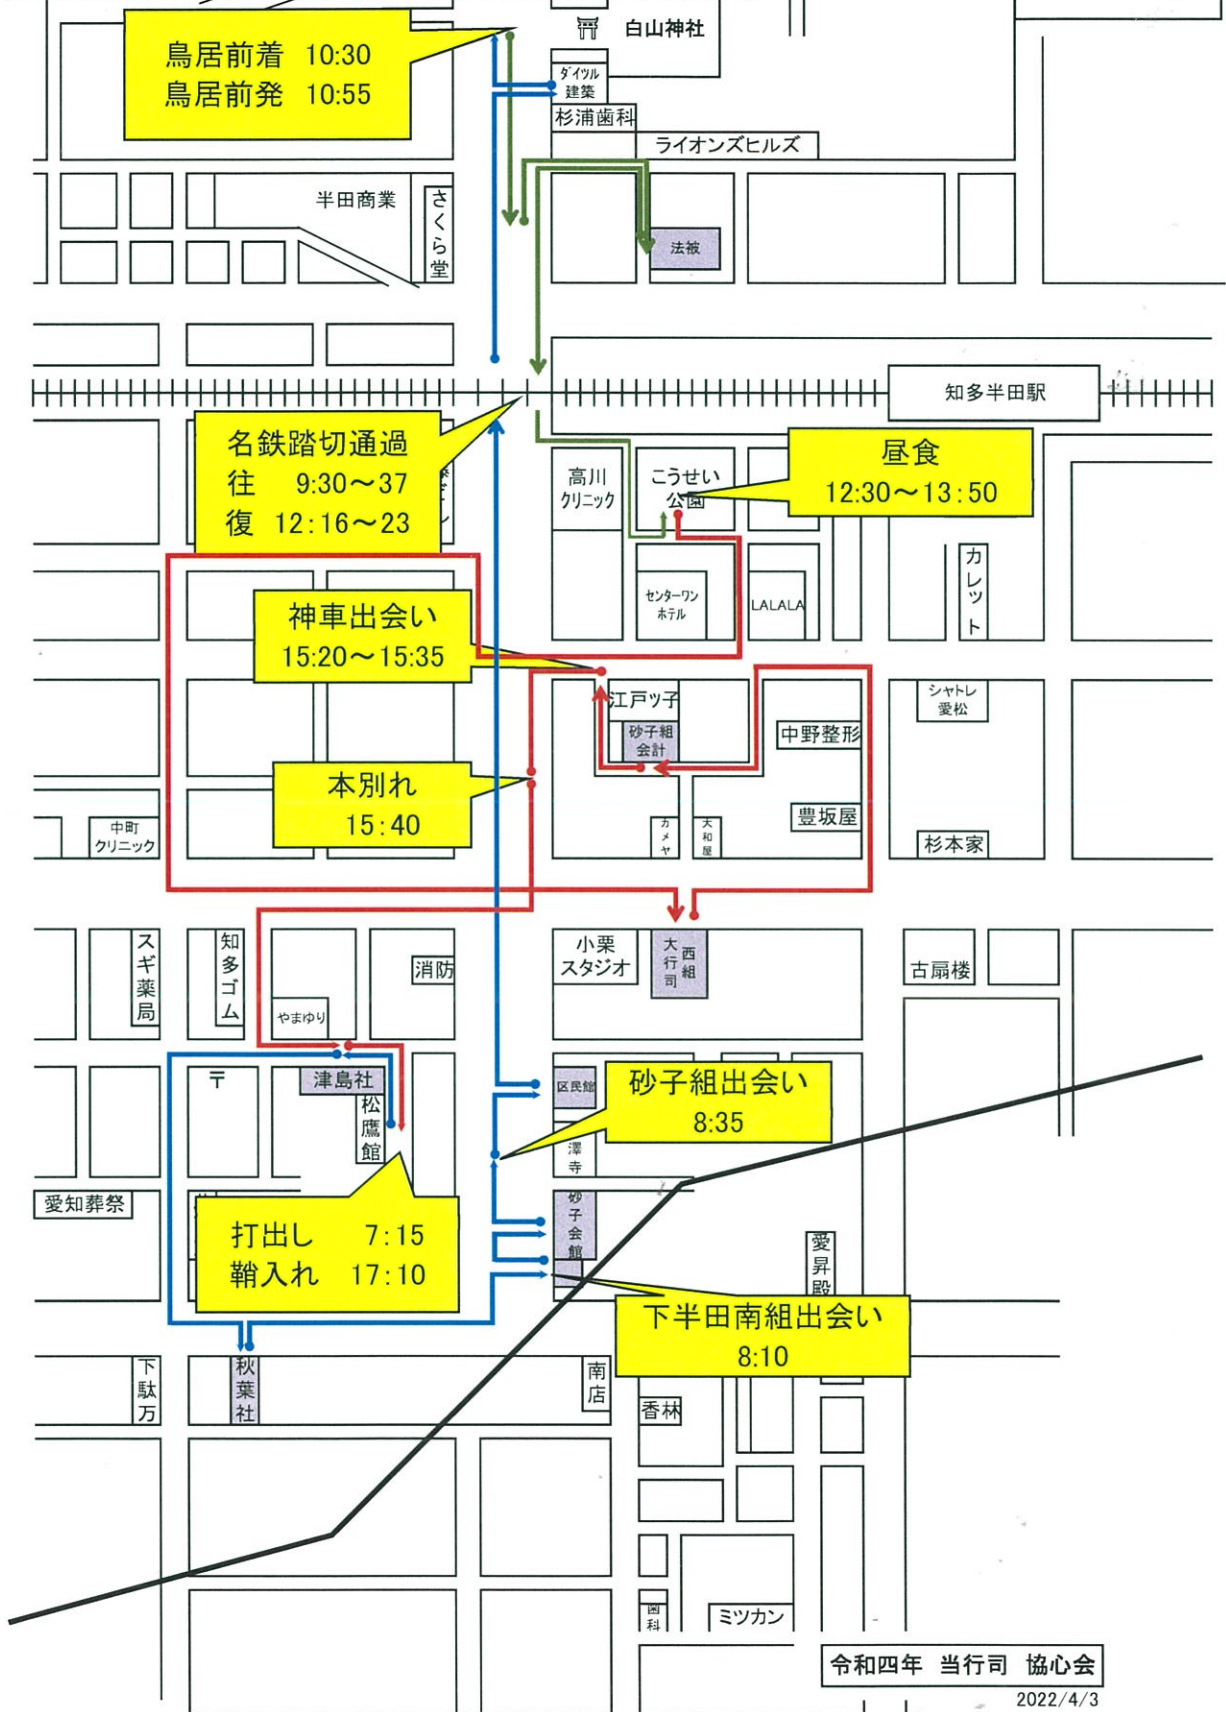 白山神社
鳥居前着 10:30
鳥居前発 10:55
ダイツル
建築
杉浦歯科
ライオンズヒルズ
半田商業
さくら堂
法被
知多半田駅
名鉄踏切通過
往 9:30～37
復 12:16～23
高川
クリニック
こうせい
公園
昼食
12:30～13:50
カレット
センターワン
ホテル
LALALA
神車出会い
15:20～15:35
江戸ッ子
砂子組
会計
中野整形
シャトレ
愛松
本別れ
15:40
豊坂屋
中町
クリニック
カメヤ
大和屋
杉本家
スギ薬局
知多ゴム
消防
小栗
スタジオ
西組
大行司
古扇楼
やまゆり
〒
津島社
松鷹館
区民館
砂子組出会い
8:35
澤寺
愛知葬祭
砂子会館
打出し 7:15
鞘入れ 17:10
愛昇殿
下半田南組出会い
8:10
下駄万
秋葉社
南店
香林
歯科
ミツカン
令和四年 当行司 協心会
2022/4/3